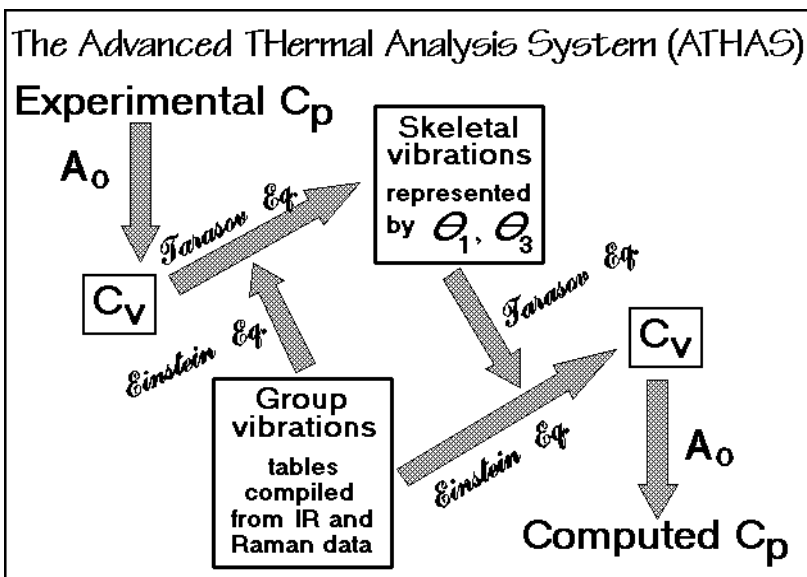 The Advanced THermal Analysis System (ATHAS)
Experimental Cp
A0
Tarasov Eq.
Cv
Einstein Eq.
Skeletal
vibrations
represented
by Θ1, Θ3
Tarasov Eq.
Cv
Group
vibrations
tables
compiled
from IR and
Raman data
Einstein Eq.
A0
Computed Cp